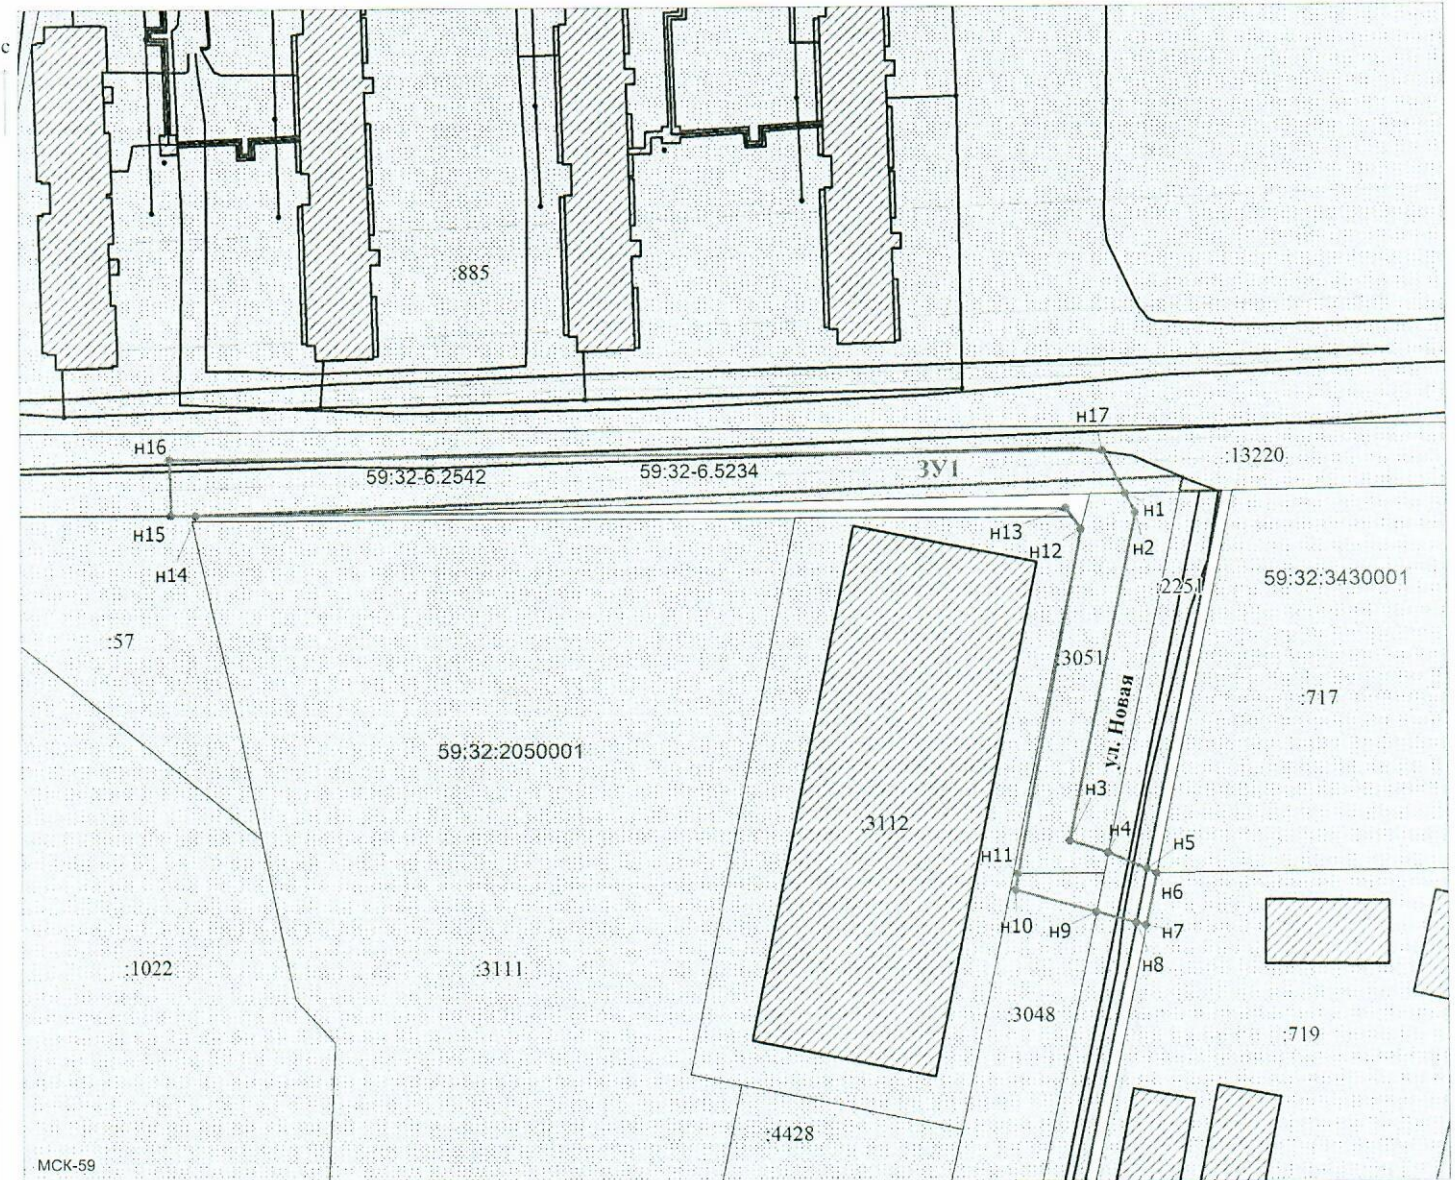 с
:885
н17
н16
59:32-6.2542
59:32-6.5234
ЗУ1
:13220
н1
н15
н13
н12
н2
н14
:2251
59:32:3430001
:57
:3051
:717
ул. Новая
59:32:2050001
н3
:3112
н4
н5
н11
н6
н10
н9
н7
н8
:1022
:3111
:3048
:719
:4428
МСК-59